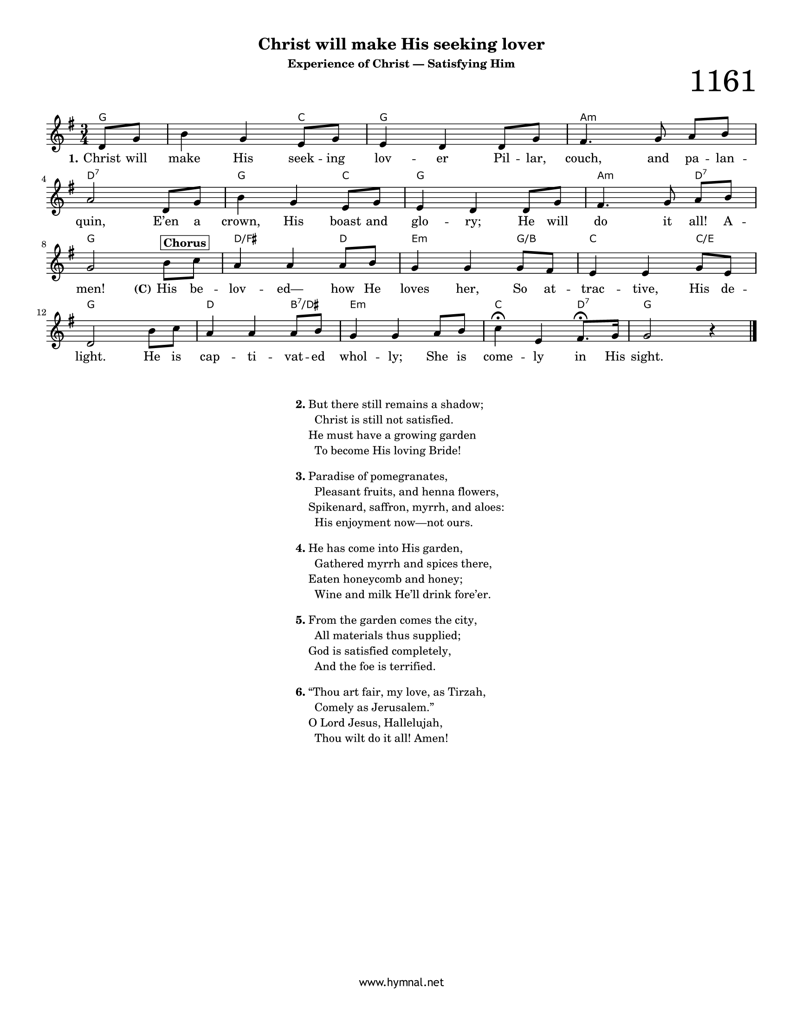 Christ will make His seeking lover
Experience of Christ — Satisfying Him
1161
G C G Am
1. Christ will make His seek - ing lov - er Pil - lar, couch, and pa - lan -
4 D7 G C G Am D7
quin, E'en a crown, His boast and glo - ry; He will do it all! A -
8 G Chorus D/F♯ D Em G/B C C/E
men! (C) His be - lov - ed— how He loves her, So at - trac - tive, His de -
12 G D B7/D♯ Em C D7 G
light. He is cap - ti - vat - ed whol - ly; She is come - ly in His sight.
2. But there still remains a shadow;
Christ is still not satisfied.
He must have a growing garden
To become His loving Bride!
3. Paradise of pomegranates,
Pleasant fruits, and henna flowers,
Spikenard, saffron, myrrh, and aloes:
His enjoyment now—not ours.
4. He has come into His garden,
Gathered myrrh and spices there,
Eaten honeycomb and honey;
Wine and milk He'll drink fore'er.
5. From the garden comes the city,
All materials thus supplied;
God is satisfied completely,
And the foe is terrified.
6. “Thou art fair, my love, as Tirzah,
Comely as Jerusalem.”
O Lord Jesus, Hallelujah,
Thou wilt do it all! Amen!
www.hymnal.net